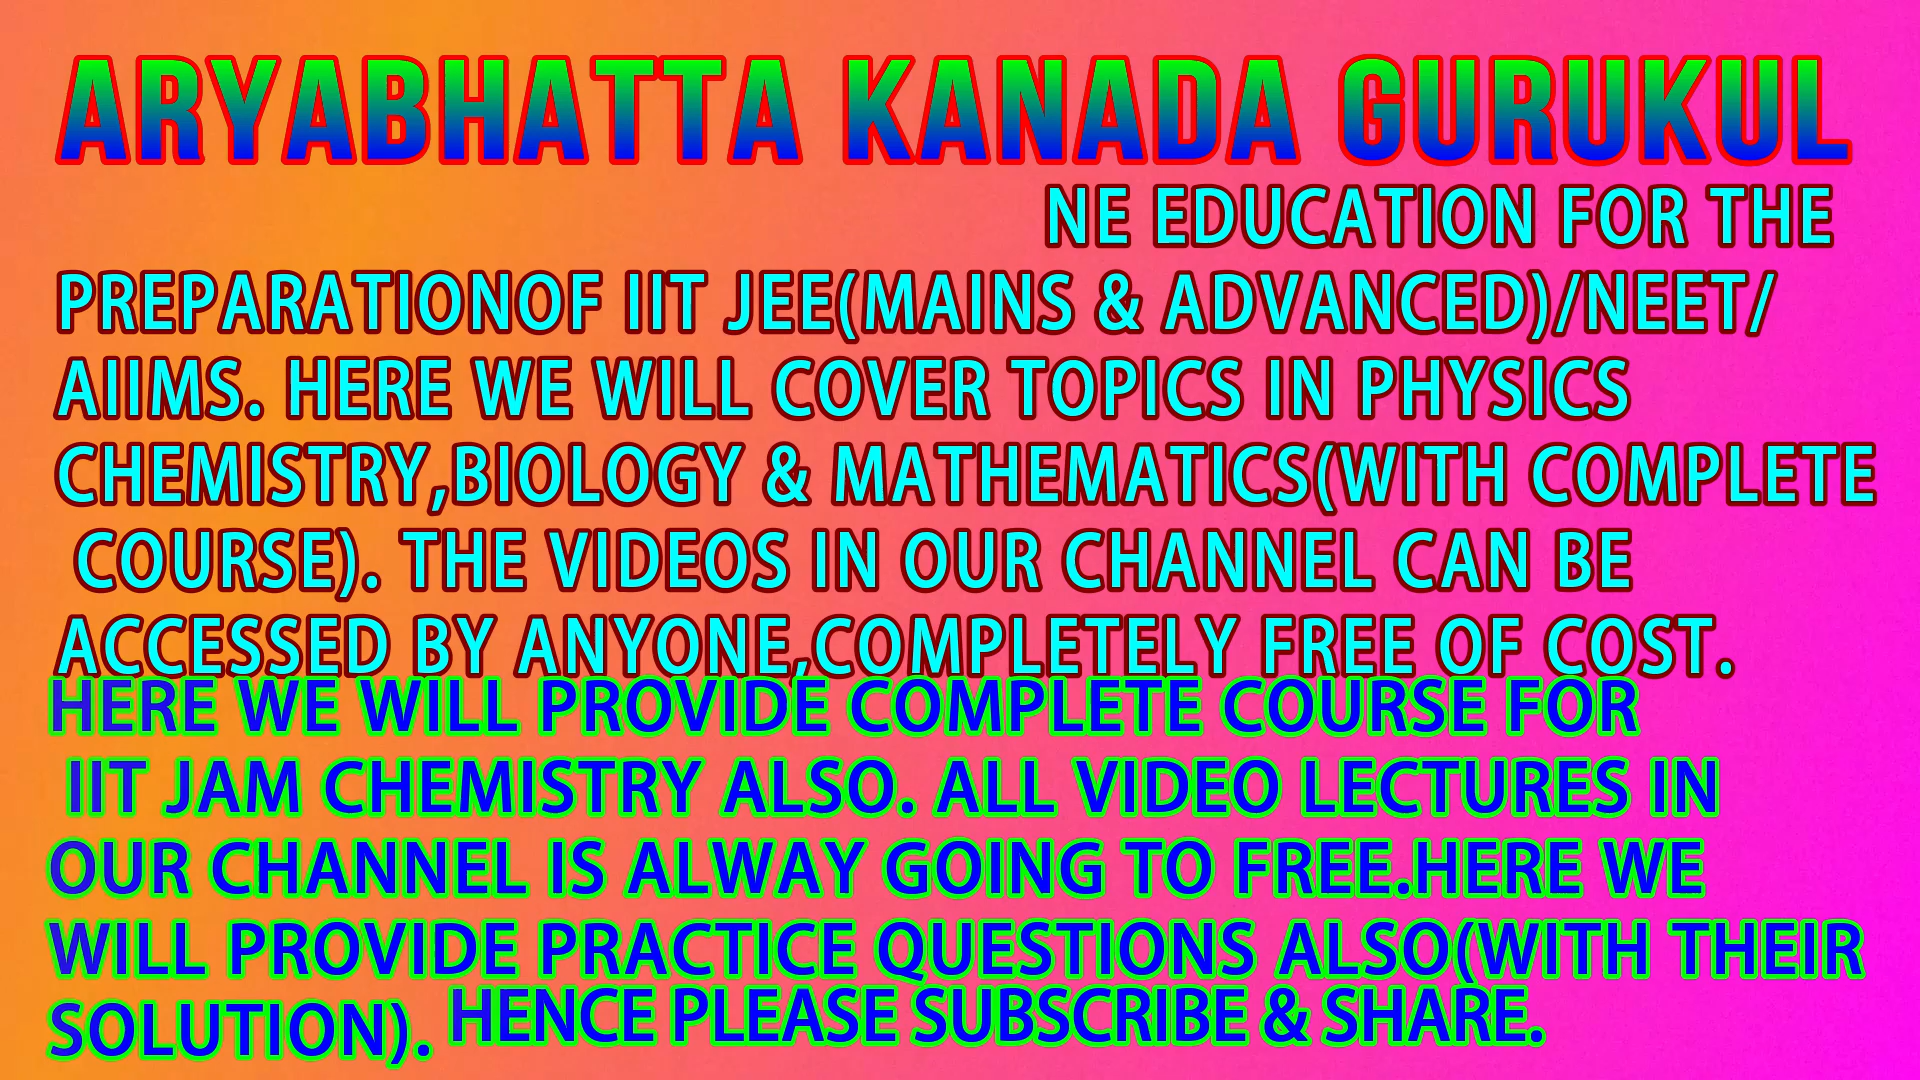 ARYABHATTA KANADA GURUKUL
NE EDUCATION FOR THE
PREPARATIONOF IIT JEE(MAINS & ADVANCED)/NEET/
AIIMS. HERE WE WILL COVER TOPICS IN PHYSICS
CHEMISTRY,BIOLOGY & MATHEMATICS(WITH COMPLETE
COURSE). THE VIDEOS IN OUR CHANNEL CAN BE
ACCESSED BY ANYONE,COMPLETELY FREE OF COST.
HERE WE WILL PROVIDE COMPLETE COURSE FOR
IIT JAM CHEMISTRY ALSO. ALL VIDEO LECTURES IN
OUR CHANNEL IS ALWAY GOING TO FREE.HERE WE
WILL PROVIDE PRACTICE QUESTIONS ALSO(WITH THEIR
SOLUTION). HENCE PLEASE SUBSCRIBE & SHARE.